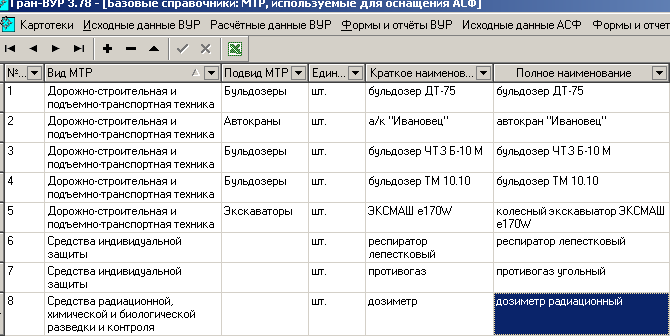 Гран-ВУР 3.78 - [Базовые справочники: МТР, используемые для оснащения АСФ]
Картотеки Исходные данные ВУР Расчётные данные ВУР Формы и отчёты ВУР Исходные данные АСФ Формы и отчет
№... Вид МТР Подвид МТР Един... Краткое наименов... Полное наименование
1 Дорожно-строительная и Бульдозеры шт. бульдозер ДТ-75 бульдозер ДТ-75
подъемно-транспортная техника
2 Дорожно-строительная и Автокраны шт. а/к "Ивановец" автокран "Ивановец"
подъемно-транспортная техника
3 Дорожно-строительная и Бульдозеры шт. бульдозер ЧТЗ Б-10 М бульдозер ЧТЗ Б-10 М
подъемно-транспортная техника
4 Дорожно-строительная и Бульдозеры шт. бульдозер ТМ 10.10 бульдозер ТМ 10.10
подъемно-транспортная техника
5 Дорожно-строительная и Экскаваторы шт. ЭКСМАШ е170W колесный экскавыатор ЭКСМАШ
подъемно-транспортная техника е170W
6 Средства индивидуальной шт. респиратор респиратор лепестковый
защиты лепестковый
7 Средства индивидуальной шт. противогаз противогаз угольный
защиты
8 Средства радиационной, шт. дозиметр дозиметр радиационный
химической и биологической
разведки и контроля